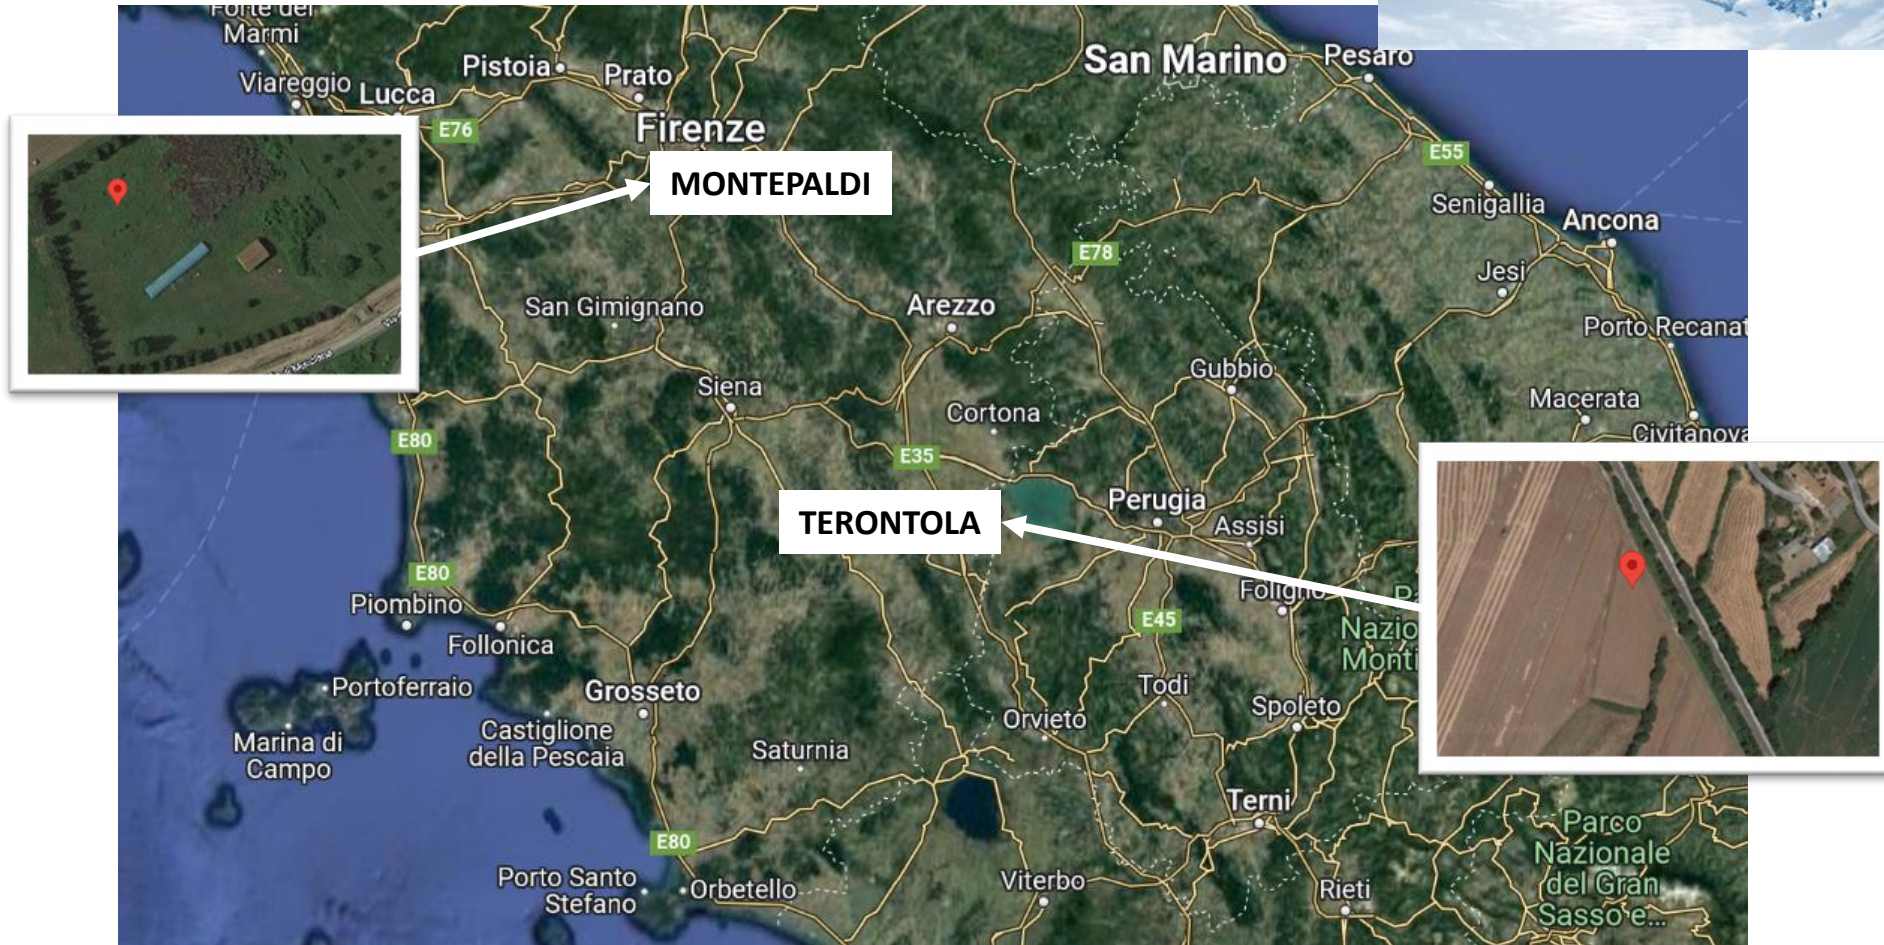 Forte dei
Marmi
Viareggio
Lucca
Pistoia
Prato
San Marino
Pesaro
E76
Firenze
E55
MONTEPALDI
Senigallia
Ancona
E78
Jesi
San Gimignano
Arezzo
Porto Recanat
Gubbio
Siena
Cortona
Macerata
E80
E35
Civitanova
Perugia
TERONTOLA
Assisi
E80
Foligno
Piombino
Follonica
E45
Nazio
Monti
Portoferraio
Grosseto
Todi
Spoleto
Orvieto
Marina di
Campo
Castiglione
della Pescaia
Saturnia
Terni
E80
Parco
Nazionale
del Gran
Sasso e...
Porto Santo
Stefano
Orbetello
Viterbo
Rieti